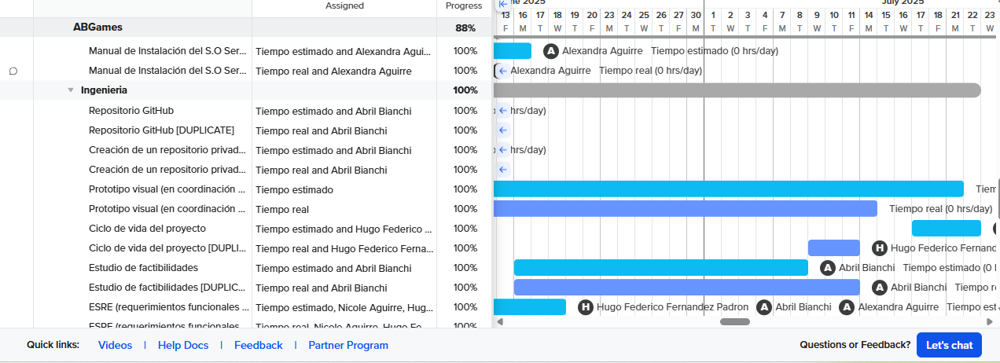 Assigned Progress 2025 July 2025
13 16 17 18 19 20 23 24 25 26 27 30 1 2 3 4 7 8 9 10 11 14 15 16 17 18 21 22 23
F M T W T F M T W T F M T W T F M T W T F M T W T F M T W
ABGames 88%
Manual de Instalación del S.O Ser... Tiempo estimado and Alexandra Agui... 100% A Alexandra Aguirre Tiempo estimado (0 hrs/day)
Manual de Instalación del S.O Ser... Tiempo real and Alexandra Aguirre 100% Alexandra Aguirre Tiempo real (0 hrs/day)
Ingenieria 100%
Repositorio GitHub Tiempo estimado and Abril Bianchi 100% hrs/day)
Repositorio GitHub [DUPLICATE] Tiempo real and Abril Bianchi 100%
Creación de un repositorio privad... Tiempo estimado and Abril Bianchi 100% hrs/day)
Creación de un repositorio privad... Tiempo real and Abril Bianchi 100%
Prototipo visual (en coordinación ... Tiempo estimado 100% Tiem
Prototipo visual (en coordinación ... Tiempo real 100% Tiempo real (0 hrs/day)
Ciclo de vida del proyecto Tiempo estimado and Hugo Federico ... 100%
Ciclo de vida del proyecto [DUPLI... Tiempo real and Hugo Federico Ferna... 100% H Hugo Federico Fernand
Estudio de factibilidades Tiempo estimado and Abril Bianchi 100% A Abril Bianchi Tiempo estimado (0 h
Estudio de factibilidades [DUPLIC... Tiempo real and Abril Bianchi 100% A Abril Bianchi Tiempo re
ESRE (requerimientos funcionales ... Tiempo estimado, Nicole Aguirre, Hug... 100% H Hugo Federico Fernandez Padron A Abril Bianchi A Alexandra Aguirre Tiempo est
ESRE (requerimientos funcionales Tiempo real, Nicole Aguirre, Hugo Fe 100%
Quick links: Videos | Help Docs | Feedback | Partner Program Questions or Feedback? Let's chat